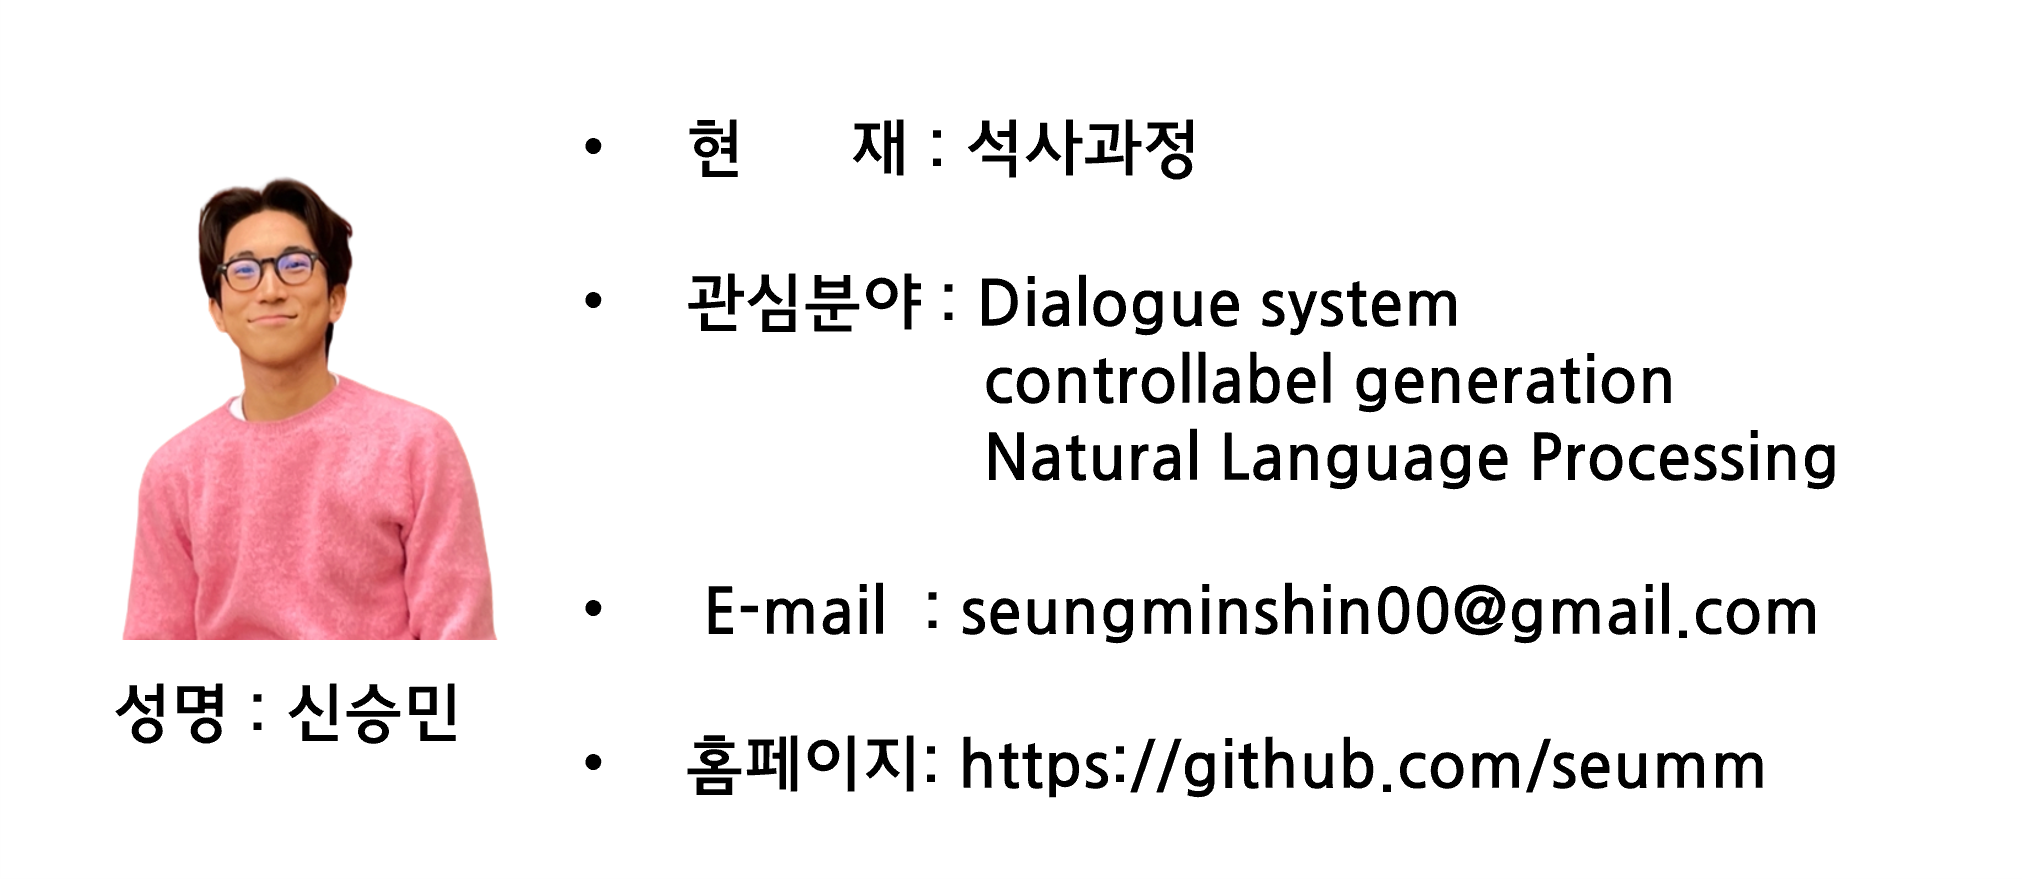 • 현 재 : 석사과정
• 관심분야 : Dialogue system
controllabel generation
Natural Language Processing
• E-mail : seungminshin00@gmail.com
• 홈페이지: https://github.com/seumm
성명 : 신승민